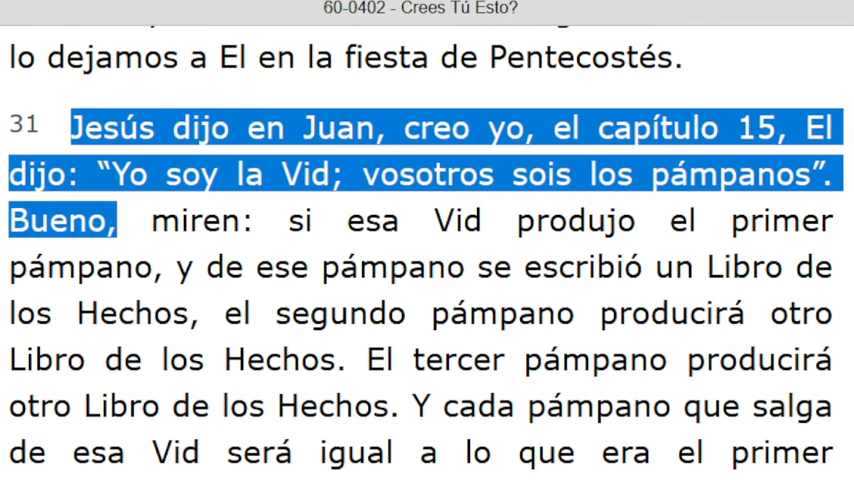 60-0402 - Crees Tú Esto?
lo dejamos a El en la fiesta de Pentecostés.
31 Jesús dijo en Juan, creo yo, el capítulo 15, El
dijo: “Yo soy la Vid; vosotros sois los pámpanos”.
Bueno, miren: si esa Vid produjo el primer
pámpano, y de ese pámpano se escribió un Libro de
los Hechos, el segundo pámpano producirá otro
Libro de los Hechos. El tercer pámpano producirá
otro Libro de los Hechos. Y cada pámpano que salga
de esa Vid será igual a lo que era el primer